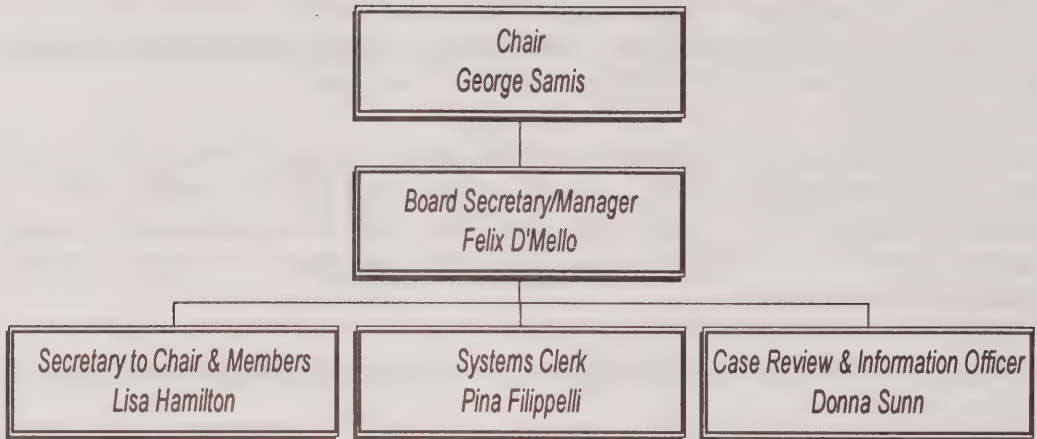 Chair
George Samis
Board Secretary/Manager
Felix D'Mello
Secretary to Chair & Members
Lisa Hamilton
Systems Clerk
Pina Filippelli
Case Review & Information Officer
Donna Sunn